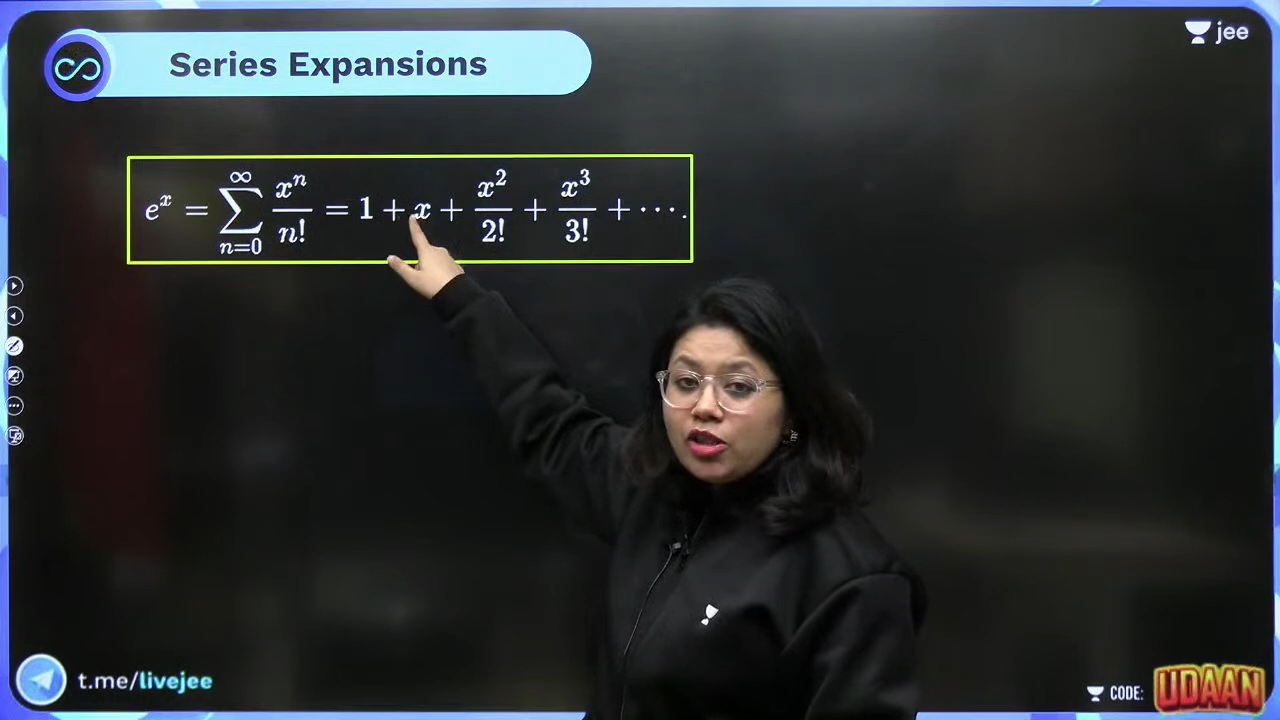 jee
Series Expansions
e^x = ∑_{n=0}^{∞} x^n/n! = 1 + x + x^2/2! + x^3/3! + ⋯.
t.me/livejee
CODE: UDAAN